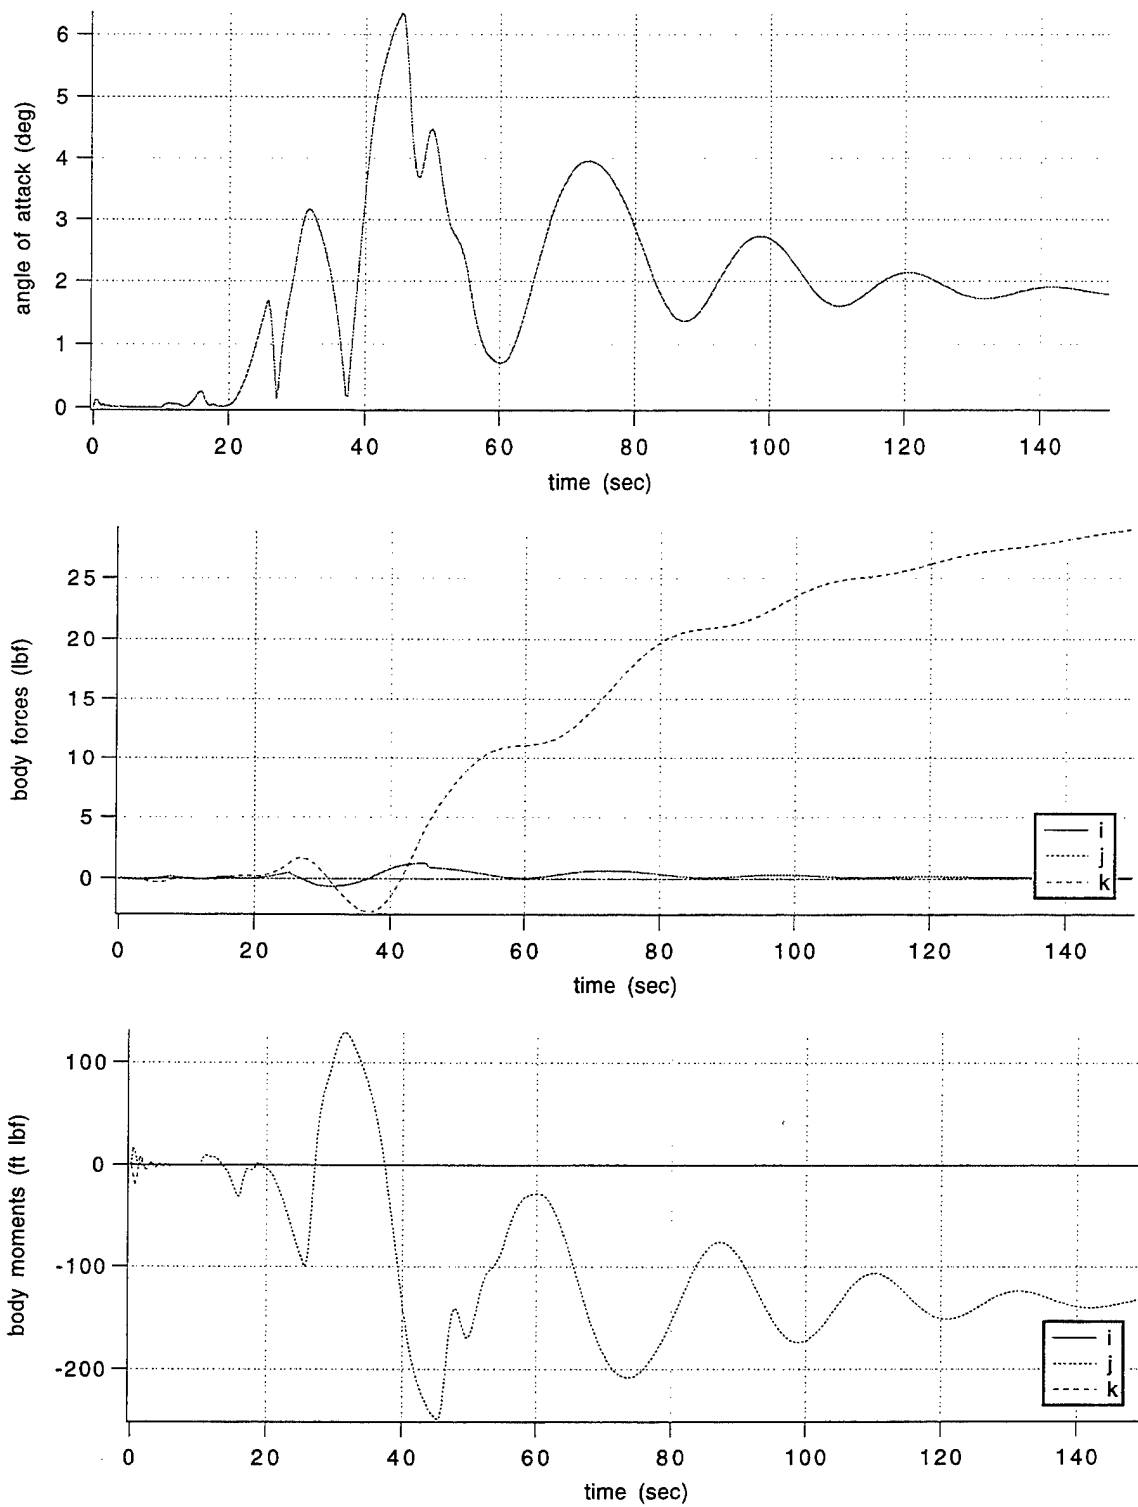 angle of attack (deg)
6
5
4
3
2
1
0
0 20 40 60 80 100 120 140
time (sec)
body forces (lbf)
25
20
15
10
5
0
i
j
k
0 20 40 60 80 100 120 140
time (sec)
body moments (ft lbf)
100
0
-100
-200
i
j
k
0 20 40 60 80 100 120 140
time (sec)